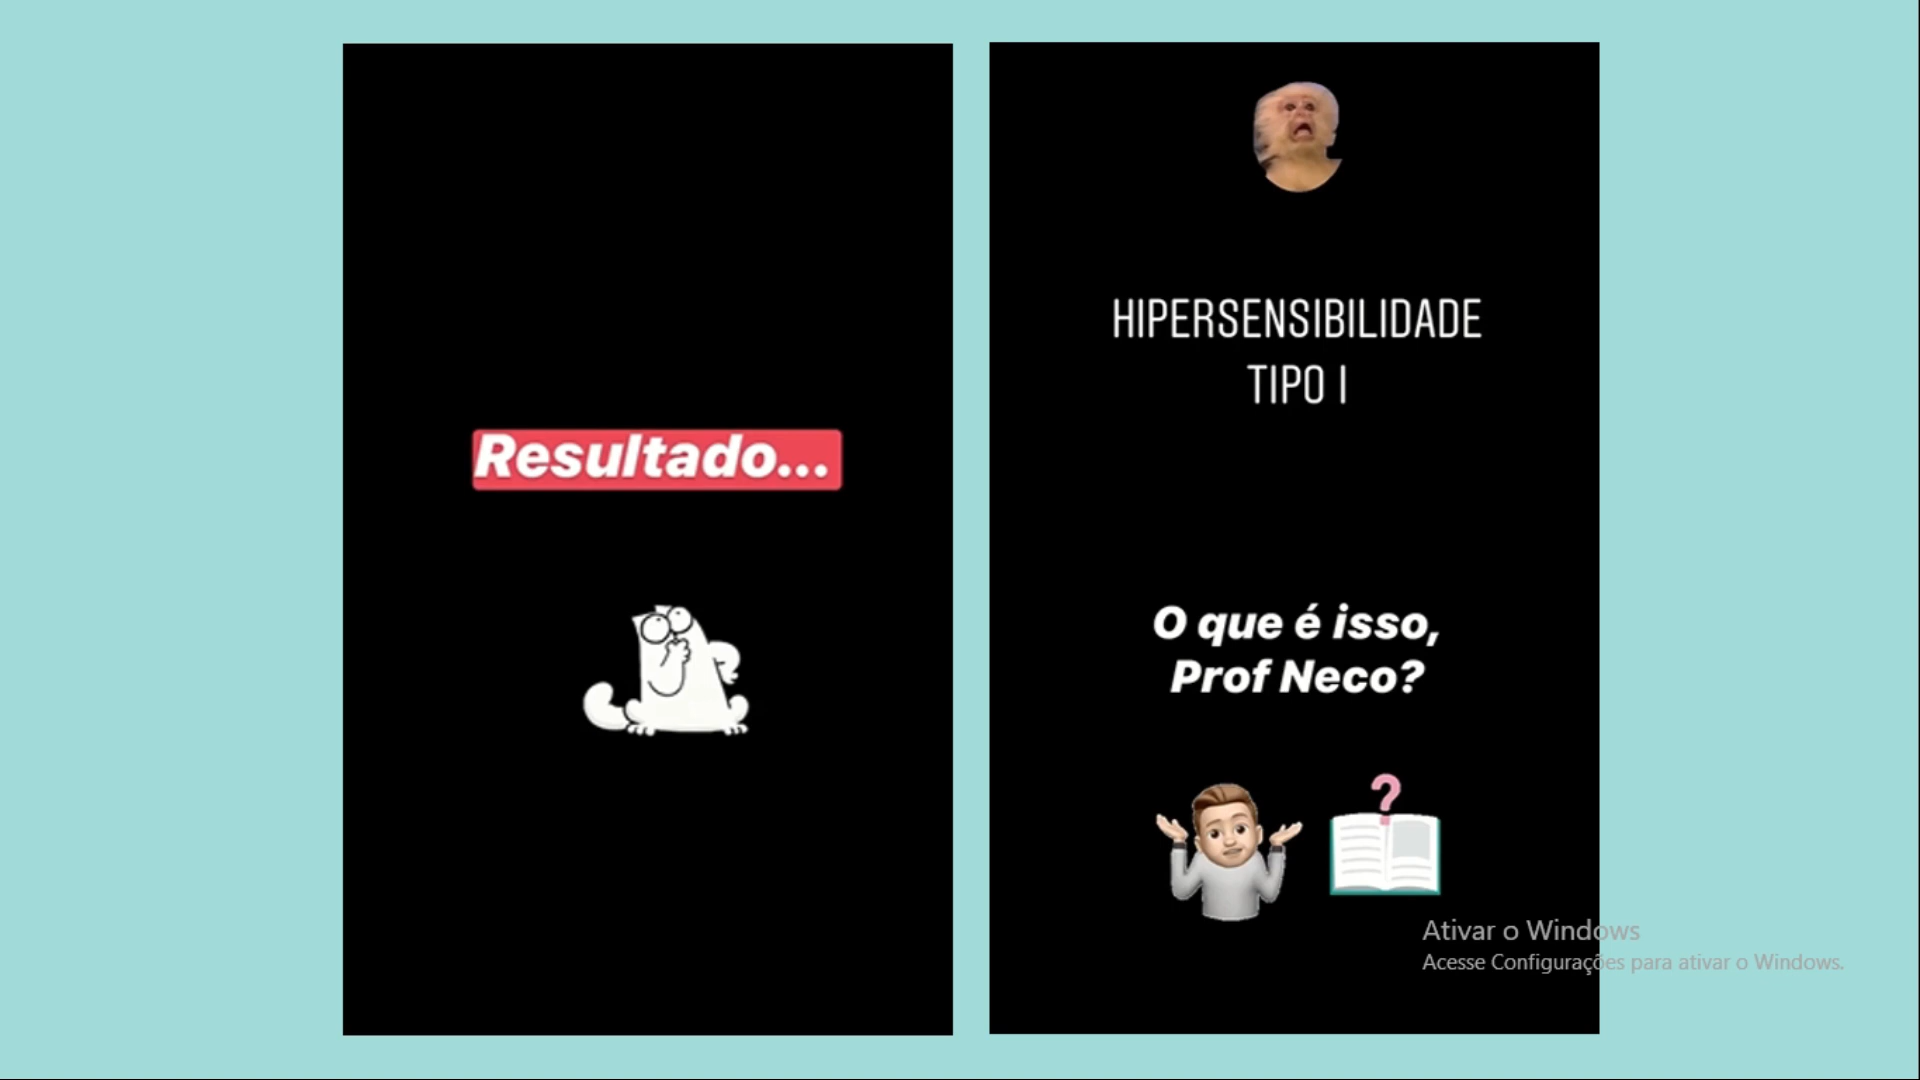 Resultado...
HIPERSENSIBILIDADE
TIPO I
O que é isso,
Prof Neco?
?
Ativar o Windows
Acesse Configurações para ativar o Windows.